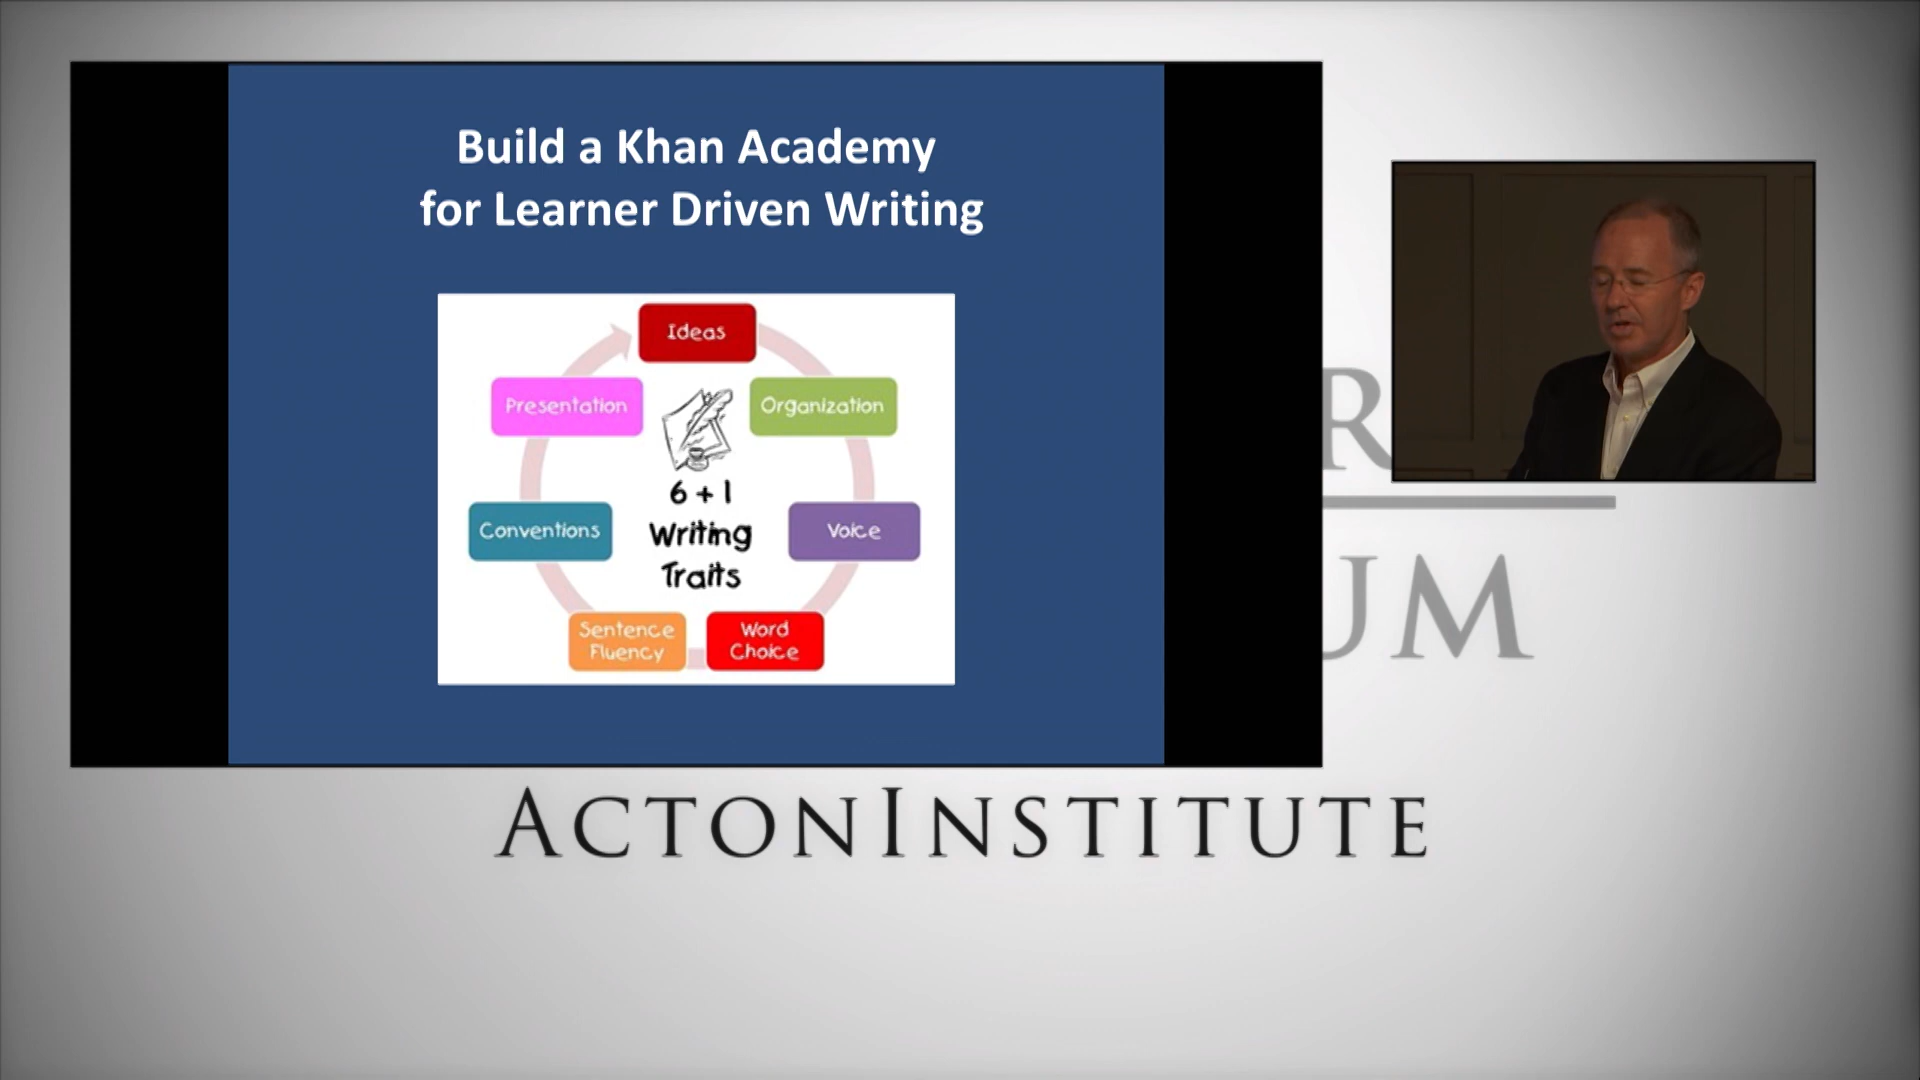 Build a Khan Academy
for Learner Driven Writing
Ideas
Presentation
Organization
6 + 1
Writing
Traits
Conventions
Voice
Sentence
Fluency
Word
Choice
R
UM
ACTONINSTITUTE